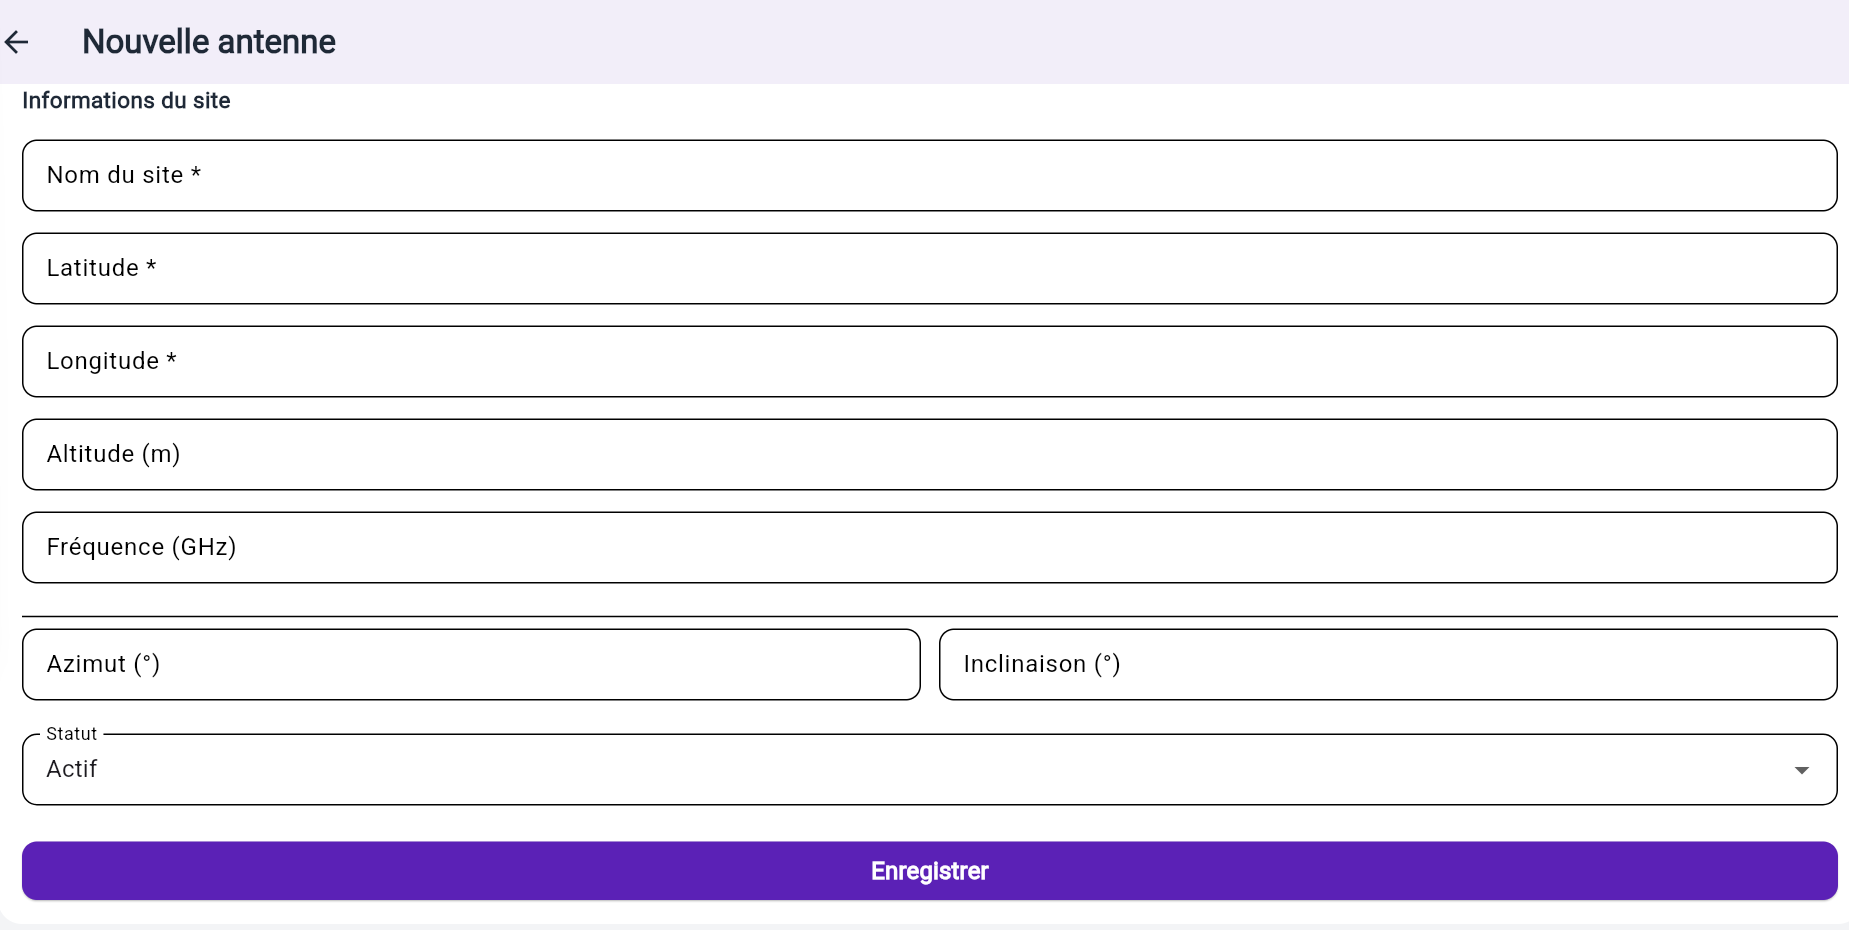 Nouvelle antenne
Informations du site
Nom du site *
Latitude *
Longitude *
Altitude (m)
Fréquence (GHz)
Azimut (°)
Inclinaison (°)
Statut
Actif
Enregistrer